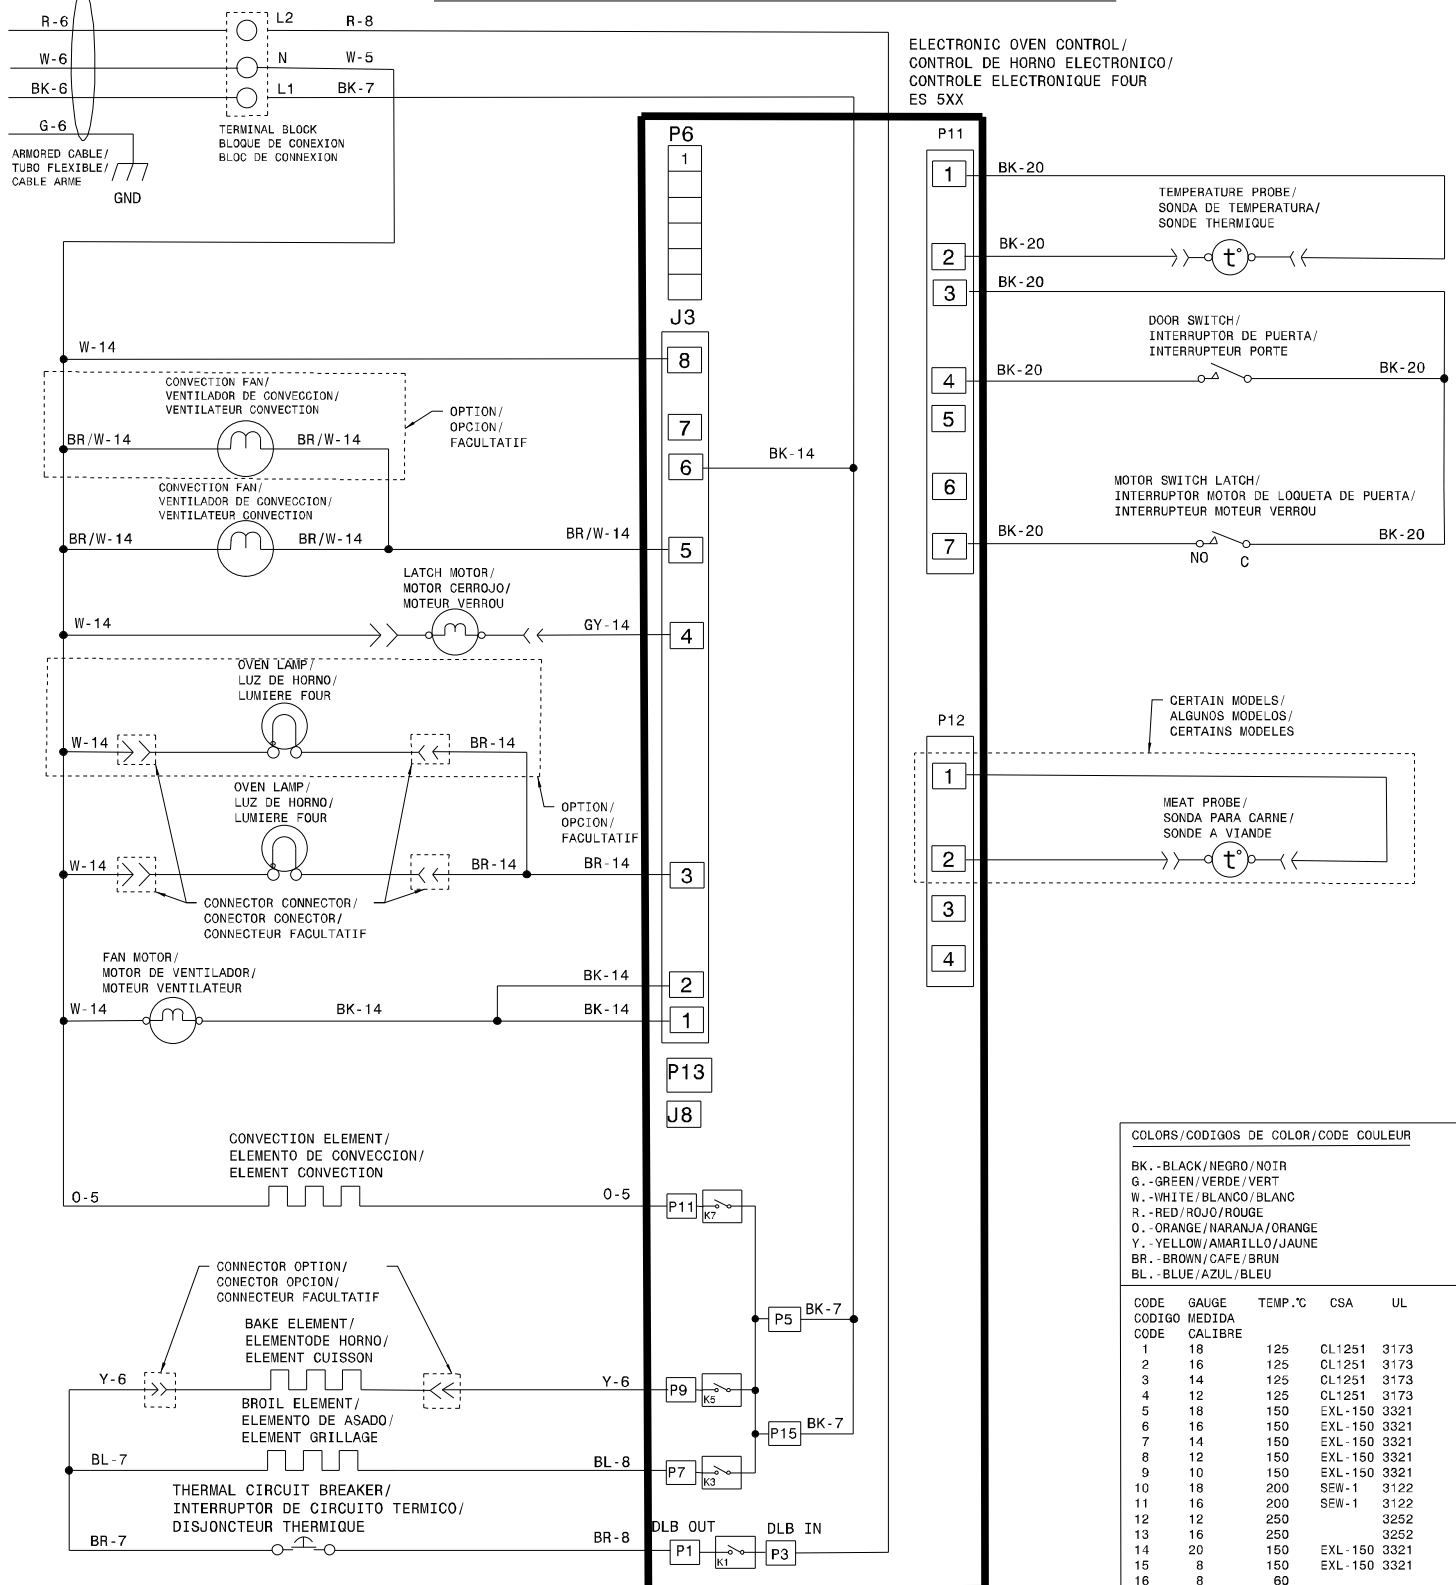 R-6
L2
R-8
W-6
N
W-5
BK-6
L1
BK-7
G-6
ARMORED CABLE/
TUBO FLEXIBLE/
CABLE ARME
GND
TERMINAL BLOCK
BLOQUE DE CONEXION
BLOC DE CONNEXION
ELECTRONIC OVEN CONTROL/
CONTROL DE HORNO ELECTRONICO/
CONTROLE ELECTRONIQUE FOUR
ES 5XX
P6
1
J3
W-14
8
CONVECTION FAN/
VENTILADOR DE CONVECCION/
VENTILATEUR CONVECTION
OPTION/
OPCION/
FACULTATIF
BR/W-14
BR/W-14
7
6
BK-14
CONVECTION FAN/
VENTILADOR DE CONVECCION/
VENTILATEUR CONVECTION
BR/W-14
BR/W-14
BR/W-14
5
LATCH MOTOR/
MOTOR CERROJO/
MOTEUR VERROU
W-14
GY-14
4
OVEN LAMP/
LUZ DE HORNO/
LUMIERE FOUR
W-14
BR-14
OVEN LAMP/
LUZ DE HORNO/
LUMIERE FOUR
OPTION/
OPCION/
FACULTATIF
W-14
BR-14
BR-14
3
CONNECTOR CONNECTOR/
CONECTOR CONECTOR/
CONNECTEUR FACULTATIF
FAN MOTOR/
MOTOR DE VENTILADOR/
MOTEUR VENTILATEUR
BK-14
2
W-14
BK-14
BK-14
1
P13
J8
CONVECTION ELEMENT/
ELEMENTO DE CONVECCION/
ELEMENT CONVECTION
O-5
O-5
P11
K7
CONNECTOR OPTION/
CONECTOR OPCION/
CONNECTEUR FACULTATIF
P5
BK-7
BAKE ELEMENT/
ELEMENTODE HORNO/
ELEMENT CUISSON
Y-6
Y-6
P9
K5
BROIL ELEMENT/
ELEMENTO DE ASADO/
ELEMENT GRILLAGE
P15
BK-7
BL-7
BL-8
P7
K3
THERMAL CIRCUIT BREAKER/
INTERRUPTOR DE CIRCUITO TERMICO/
DISJONCTEUR THERMIQUE
DLB OUT
DLB IN
BR-7
BR-8
P1
K1
P3
P11
1
BK-20
TEMPERATURE PROBE/
SONDA DE TEMPERATURA/
SONDE THERMIQUE
2
BK-20
t°
3
BK-20
DOOR SWITCH/
INTERRUPTOR DE PUERTA/
INTERRUPTEUR PORTE
4
BK-20
BK-20
5
6
MOTOR SWITCH LATCH/
INTERRUPTOR MOTOR DE LOQUETA DE PUERTA/
INTERRUPTEUR MOTEUR VERROU
7
BK-20
BK-20
NO
C
CERTAIN MODELS/
ALGUNOS MODELOS/
CERTAINS MODELES
P12
1
MEAT PROBE/
SONDA PARA CARNE/
SONDE A VIANDE
2
t°
3
4
COLORS/CODIGOS DE COLOR/CODE COULEUR
BK.-BLACK/NEGRO/NOIR
G.-GREEN/VERDE/VERT
W.-WHITE/BLANCO/BLANC
R.-RED/ROJO/ROUGE
O.-ORANGE/NARANJA/ORANGE
Y.-YELLOW/AMARILLO/JAUNE
BR.-BROWN/CAFE/BRUN
BL.-BLUE/AZUL/BLEU
CODE GAUGE TEMP.°C CSA UL
CODIGO MEDIDA
CODE CALIBRE
1 18 125 CL1251 3173
2 16 125 CL1251 3173
3 14 125 CL1251 3173
4 12 125 CL1251 3173
5 18 150 EXL-150 3321
6 16 150 EXL-150 3321
7 14 150 EXL-150 3321
8 12 150 EXL-150 3321
9 10 150 EXL-150 3321
10 18 200 SEW-1 3122
11 16 200 SEW-1 3122
12 12 250 3252
13 16 250 3252
14 20 150 EXL-150 3321
15 8 150 EXL-150 3321
16 8 60